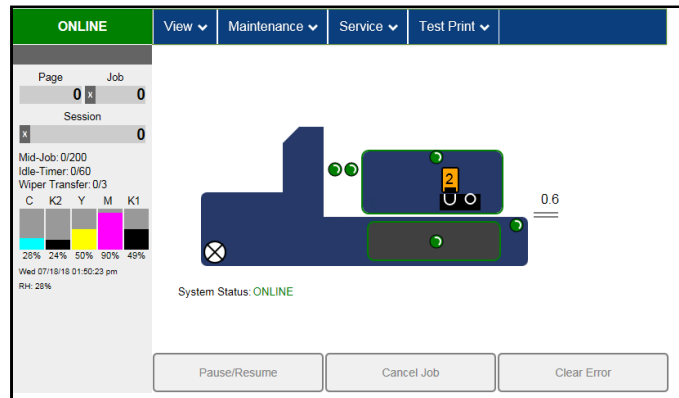 ONLINE View Maintenance Service Test Print
Page Job
0 x 0
Session
x 0
Mid-Job: 0/200
Idle-Timer: 0/60
Wiper Transfer: 0/3
C K2 Y M K1
28% 24% 50% 90% 49%
Wed 07/18/18 01:50:23 pm
RH: 28%
2
0.6
System Status: ONLINE
Pause/Resume Cancel Job Clear Error